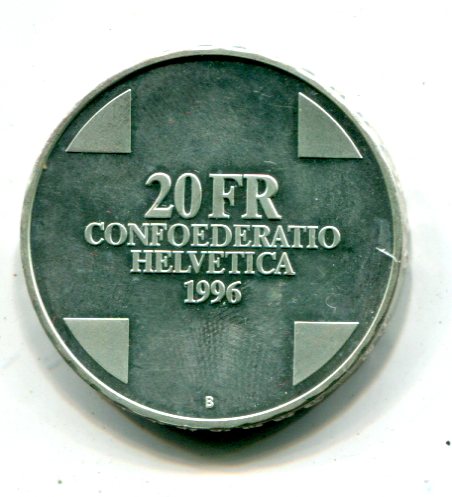 20 FR
CONFOEDERATIO
HELVETICA
1996
B